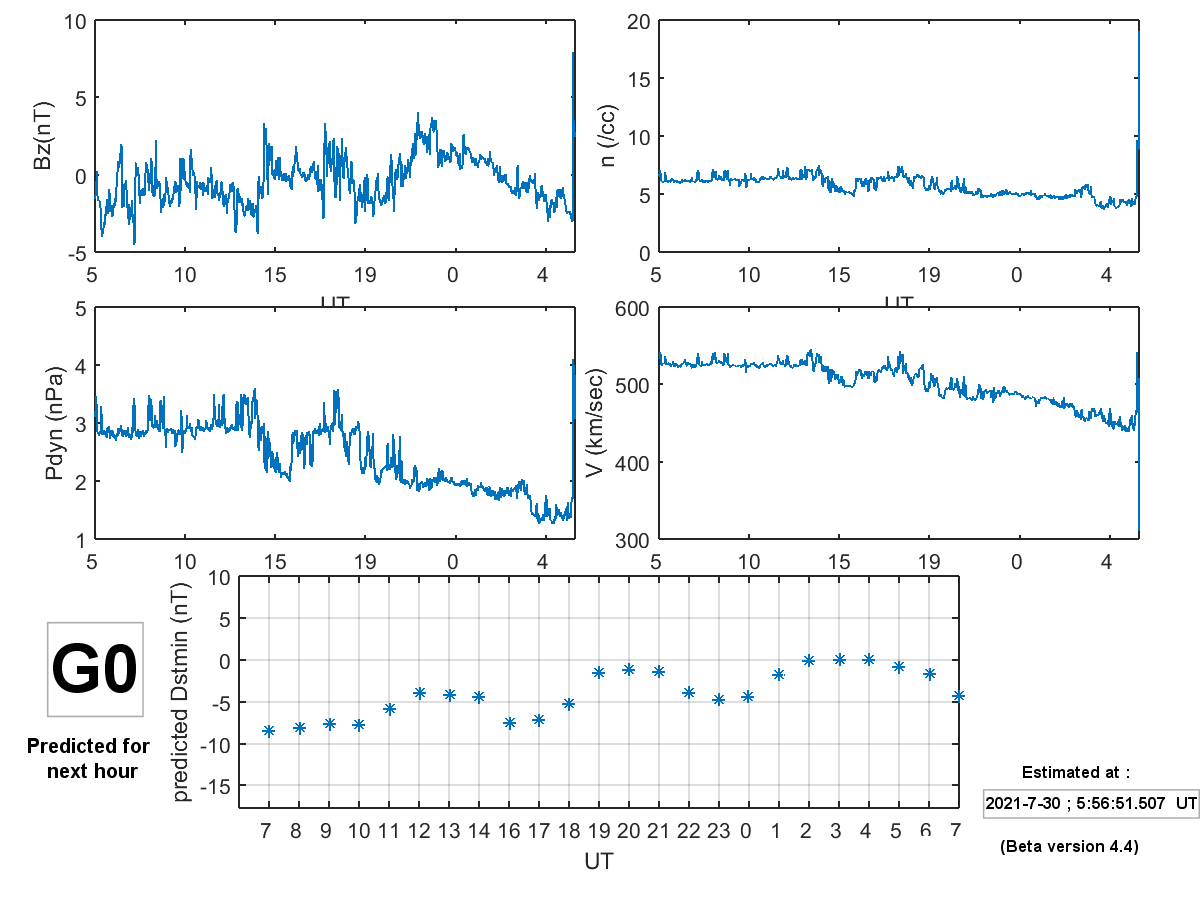 10
5
0
-5
Bz(nT)
5 10 15 19 0 4
UT
20
15
10
5
0
n (/cc)
5 10 15 19 0 4
UT
5
4
3
2
1
Pdyn (nPa)
5 10 15 19 0 4
600
500
400
300
V (km/sec)
5 10 15 19 0 4
G0
Predicted for
next hour
10
5
0
-5
-10
-15
predicted Dstmin (nT)
7 8 9 10 11 12 13 14 16 17 18 19 20 21 22 23 0 1 2 3 4 5 6 7
UT
Estimated at :
2021-7-30 ; 5:56:51.507 UT
(Beta version 4.4)